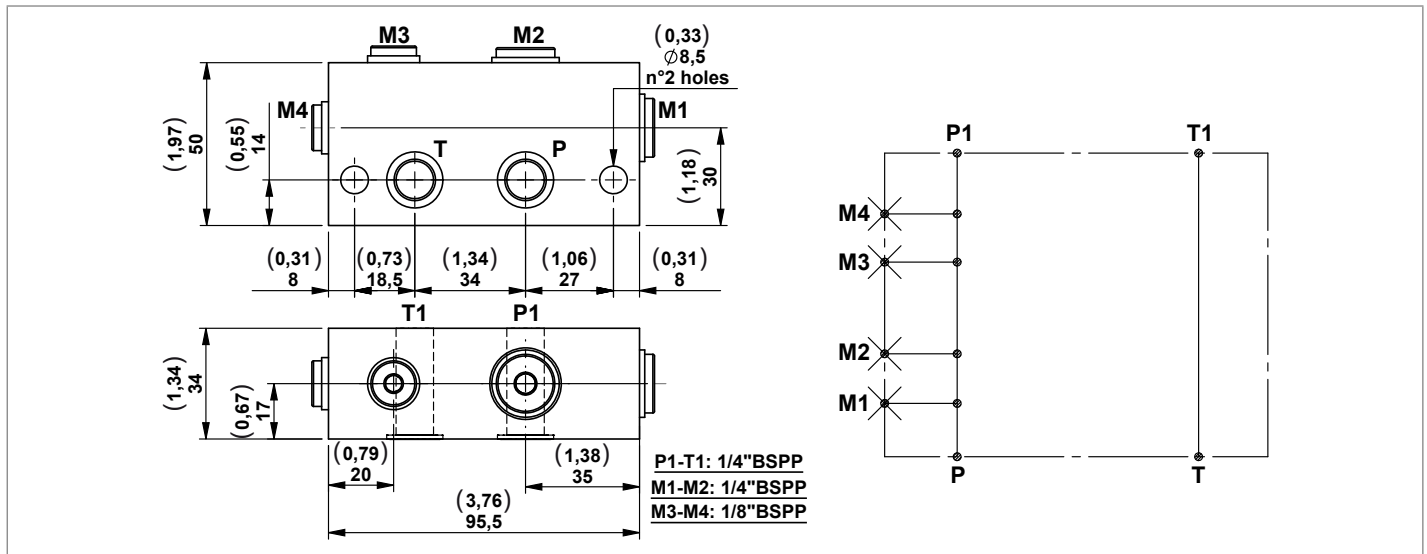 M3
M2
(0,33)
Ø8,5
n°2 holes
M4
M1
(1,97)
50
(0,55)
14
T
P
(1,18)
30
(0,31)
8
(0,73)
18,5
(1,34)
34
(1,06)
27
(0,31)
8
T1
P1
(1,34)
34
(0,67)
17
(0,79)
20
(1,38)
35
(3,76)
95,5
P1-T1: 1/4"BSPP
M1-M2: 1/4"BSPP
M3-M4: 1/8"BSPP
P1
T1
M4
M3
M2
M1
P
T